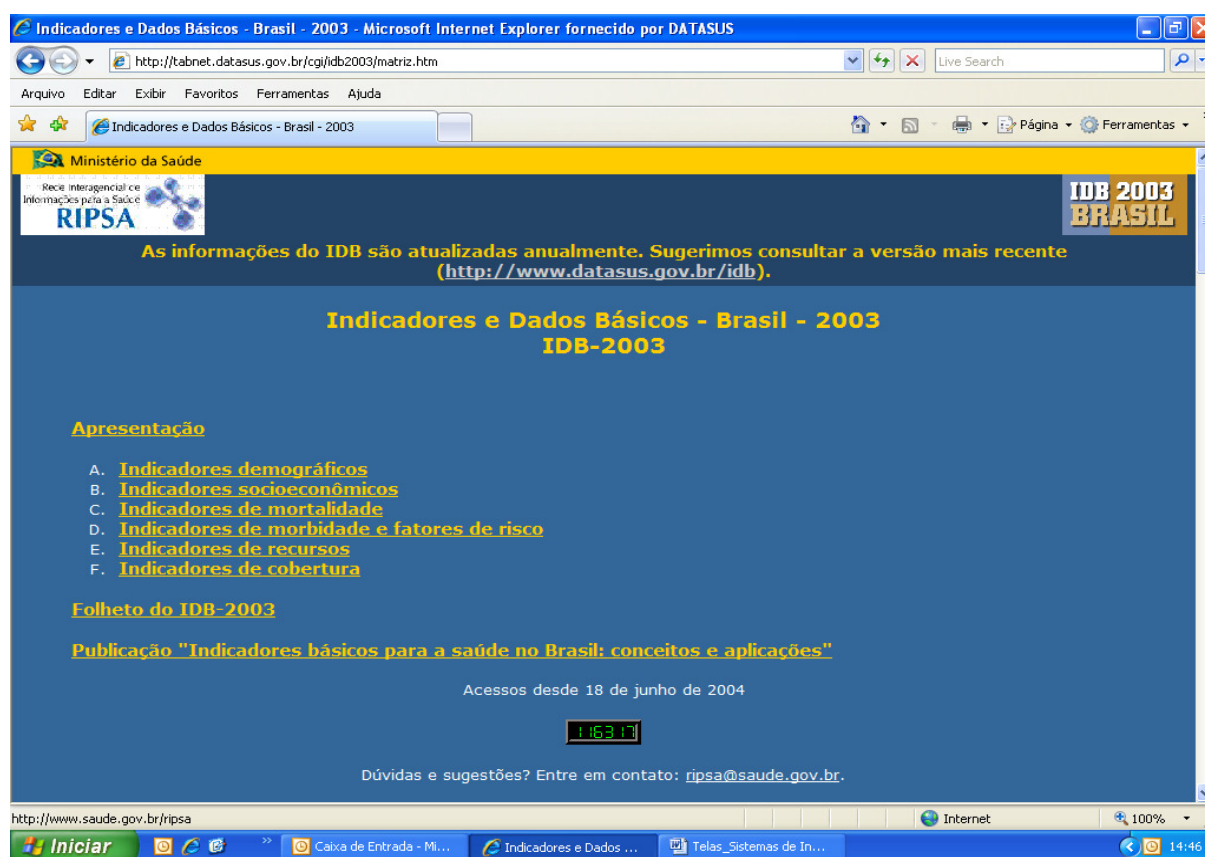 Indicadores e Dados Básicos - Brasil - 2003 - Microsoft Internet Explorer fornecido por DATASUS
http://tabnet.datasus.gov.br/cgi/idb2003/matriz.htm
Live Search
Arquivo Editar Exibir Favoritos Ferramentas Ajuda
Indicadores e Dados Básicos - Brasil - 2003
Página
Ferramentas
Ministério da Saúde
Rede Interagencial de
Informações para a Saúde
RIPSA
IDB 2003
BRASIL
As informações do IDB são atualizadas anualmente. Sugerimos consultar a versão mais recente
(http://www.datasus.gov.br/idb).
Indicadores e Dados Básicos - Brasil - 2003
IDB-2003
Apresentação
A. Indicadores demográficos
B. Indicadores socioeconômicos
C. Indicadores de mortalidade
D. Indicadores de morbidade e fatores de risco
E. Indicadores de recursos
F. Indicadores de cobertura
Folheto do IDB-2003
Publicação "Indicadores básicos para a saúde no Brasil: conceitos e aplicações"
Acessos desde 18 de junho de 2004
116317
Dúvidas e sugestões? Entre em contato: ripsa@saude.gov.br.
http://www.saude.gov.br/ripsa
Internet
100%
Iniciar
Caixa de Entrada - Mi...
Indicadores e Dados ...
Telas_Sistemas de In...
14:46